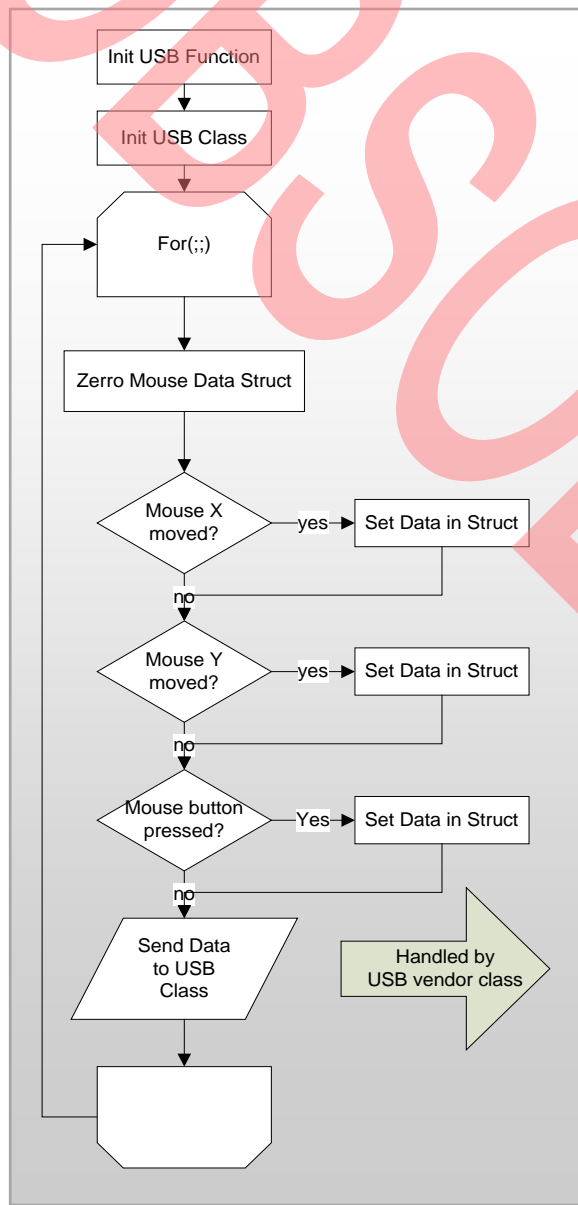 Init USB Function
Init USB Class
For(;;)
Zerro Mouse Data Struct
Mouse X
moved?
yes
Set Data in Struct
no
Mouse Y
moved?
yes
Set Data in Struct
no
Mouse button
pressed?
Yes
Set Data in Struct
no
Send Data
to USB
Class
Handled by
USB vendor class